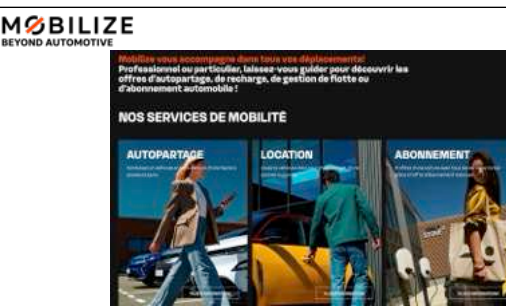 MOBILIZE
BEYOND AUTOMOTIVE
Mobilize vous accompagne dans tous vos déplacements!
Professionnel ou particulier, laissez-vous guider pour découvrir les
offres d'autopartage, de recharge, de gestion de flotte ou
d'abonnement automobile !
NOS SERVICES DE MOBILITÉ
AUTOPARTAGE
LOCATION
ABONNEMENT